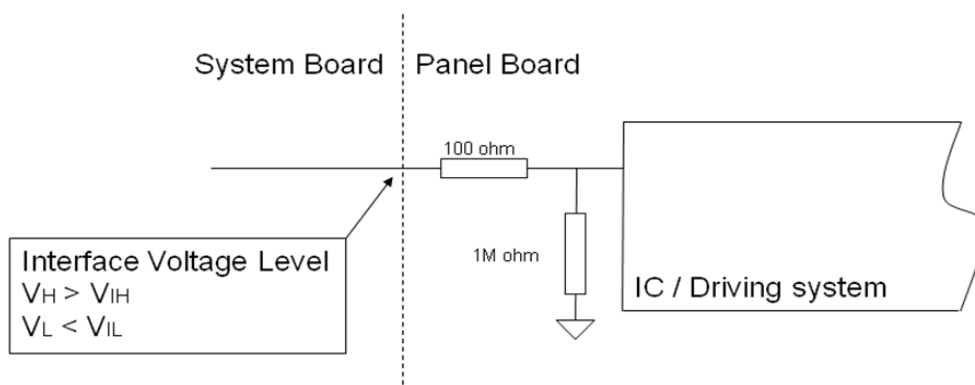 System Board
Panel Board
100 ohm
Interface Voltage Level
VH > VIH
VL < VIL
1M ohm
IC / Driving system